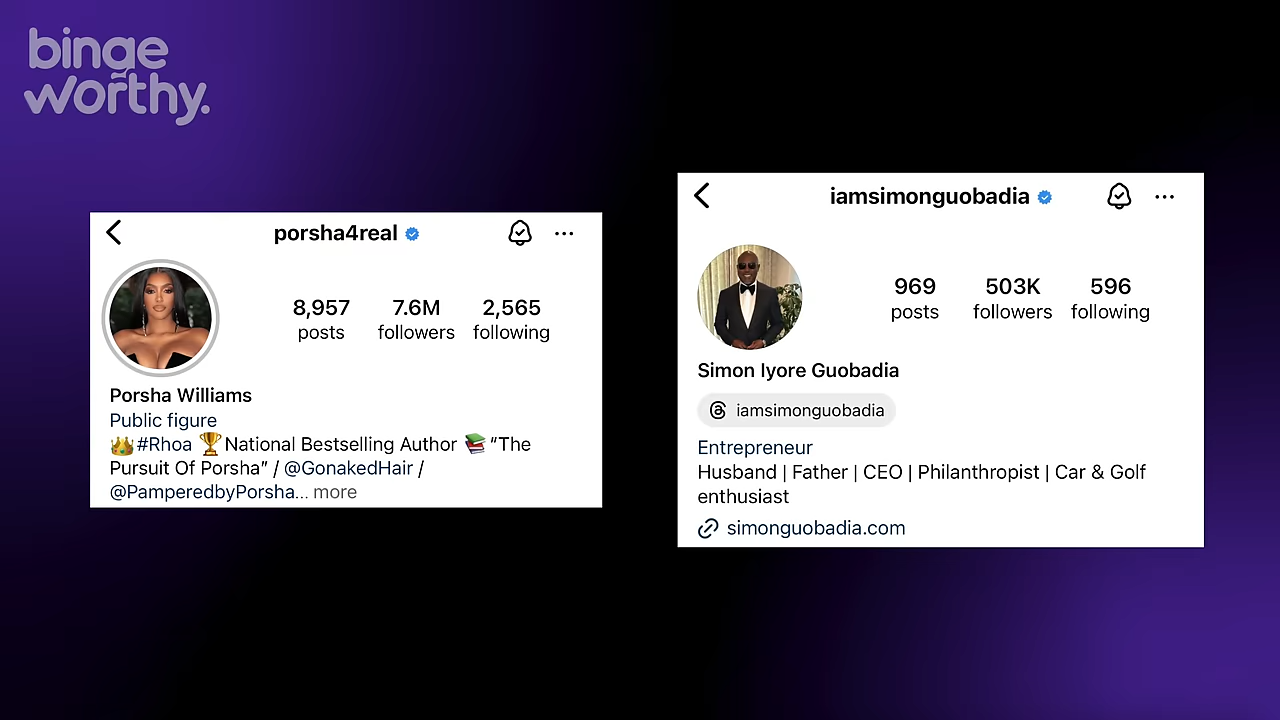 binge
worthy.
porsha4real
8,957 7.6M 2,565
posts followers following
Porsha Williams
Public figure
👑#Rhoa 🏆National Bestselling Author 📚“The
Pursuit Of Porsha” / @GonakedHair /
@PamperedbyPorsha... more
iamsimonguobadia
969 503K 596
posts followers following
Simon Iyore Guobadia
iamsimonguobadia
Entrepreneur
Husband | Father | CEO | Philanthropist | Car & Golf
enthusiast
simonguobadia.com